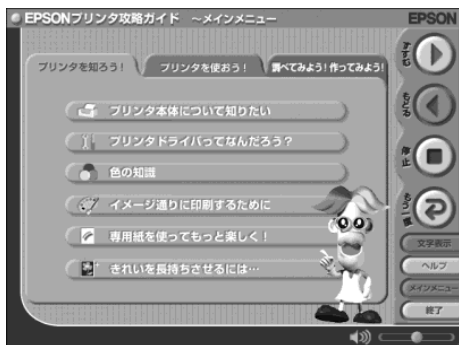 EPSONプリンタ攻略ガイド ～メインメニュー
EPSON
プリンタを知ろう！
プリンタを使おう！
調べてみよう！作ってみよう！
プリンタ本体について知りたい
プリンタドライバってなんだろう？
色の知識
イメージ通りに印刷するために
専用紙を使ってもっと楽しく！
きれいを長持ちさせるには…
すすむ
もどる
停止
もう一度
文字表示
ヘルプ
メインメニュー
終了